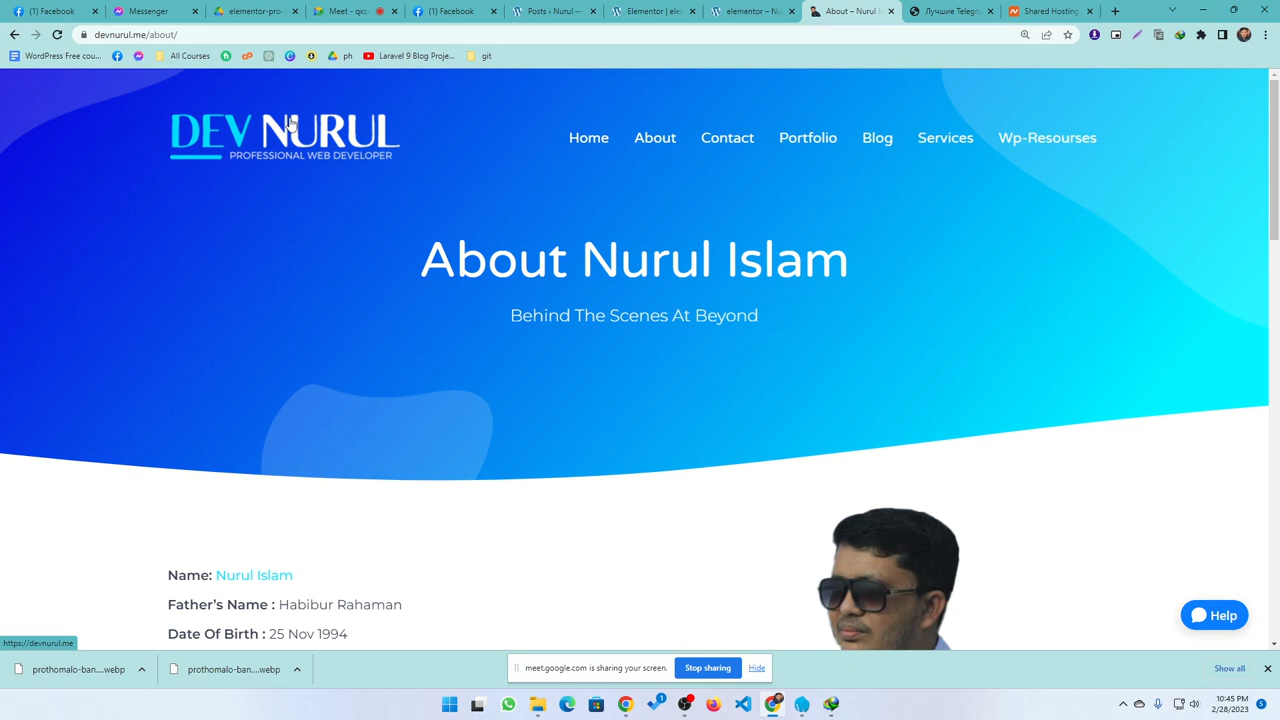 (1) Facebook
Messenger
elementor-pro-
Meet - qxz
(2) Facebook
Posts ‹ Nurul —
Elementor | ele
elementor – Nu
About – Nurul I
Лучшие Telegr
Shared Hosting
devnurul.me/about/
WordPress Free cou...
All Courses
ph
Laravel 9 Blog Proje...
git
DEV NURUL
PROFESSIONAL WEB DEVELOPER
Home
About
Contact
Portfolio
Blog
Services
Wp-Resourses
About Nurul Islam
Behind The Scenes At Beyond
Name: Nurul Islam
Father’s Name : Habibur Rahaman
Date Of Birth : 25 Nov 1994
Help
https://devnurul.me
prothomalo-ban....webp
prothomalo-ban....webp
meet.google.com is sharing your screen.
Stop sharing
Hide
Show all
1
10:45 PM
2/28/2023
5